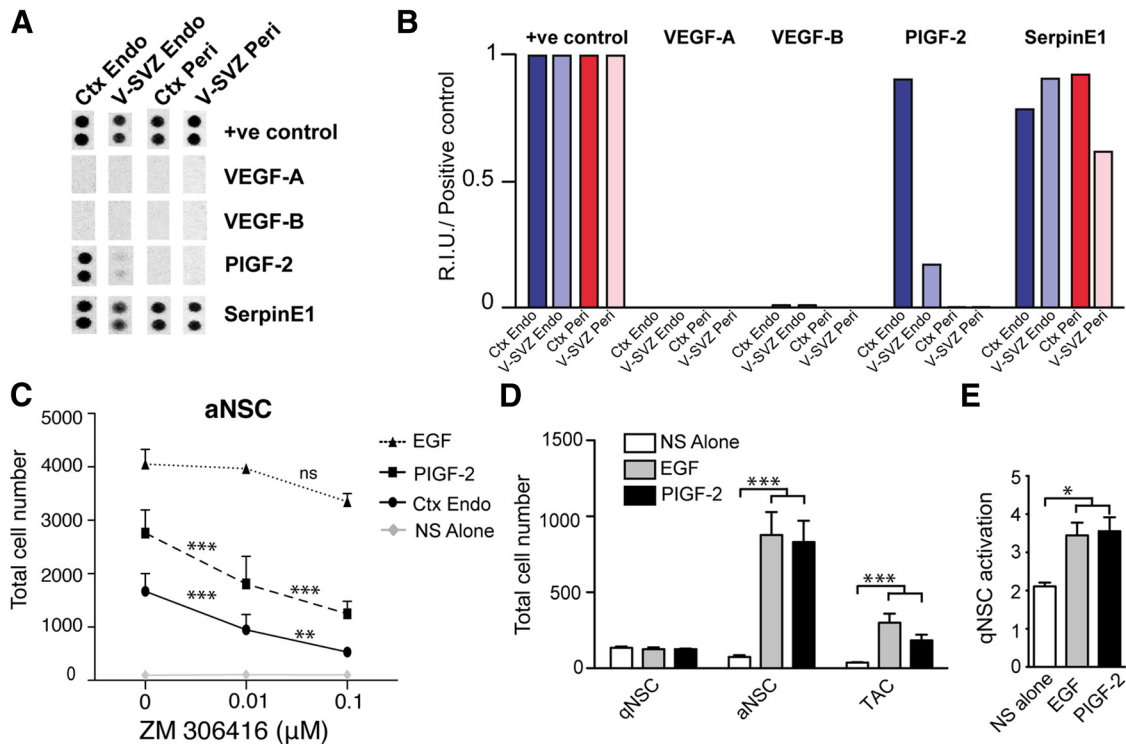 A
Ctx Endo
V-SVZ Endo
Ctx Peri
V-SVZ Peri
+ve control
VEGF-A
VEGF-B
PIGF-2
SerpinE1
B
+ve control VEGF-A VEGF-B PIGF-2 SerpinE1
R.I.U./ Positive control
1
0.5
0
Ctx Endo
V-SVZ Endo
Ctx Peri
V-SVZ Peri
Ctx Endo
V-SVZ Endo
Ctx Peri
V-SVZ Peri
Ctx Endo
V-SVZ Endo
Ctx Peri
V-SVZ Peri
Ctx Endo
V-SVZ Endo
Ctx Peri
V-SVZ Peri
Ctx Endo
V-SVZ Endo
Ctx Peri
V-SVZ Peri
C
aNSC
Total cell number
5000
4000
3000
2000
1000
0
ns
***
***
***
**
EGF
PIGF-2
Ctx Endo
NS Alone
0 0.01 0.1
ZM 306416 (µM)
D
Total cell number
1500
1000
500
0
NS Alone
EGF
PIGF-2
***
***
qNSC
aNSC
TAC
E
qNSC activation
5
4
3
2
1
0
*
NS alone
EGF
PIGF-2